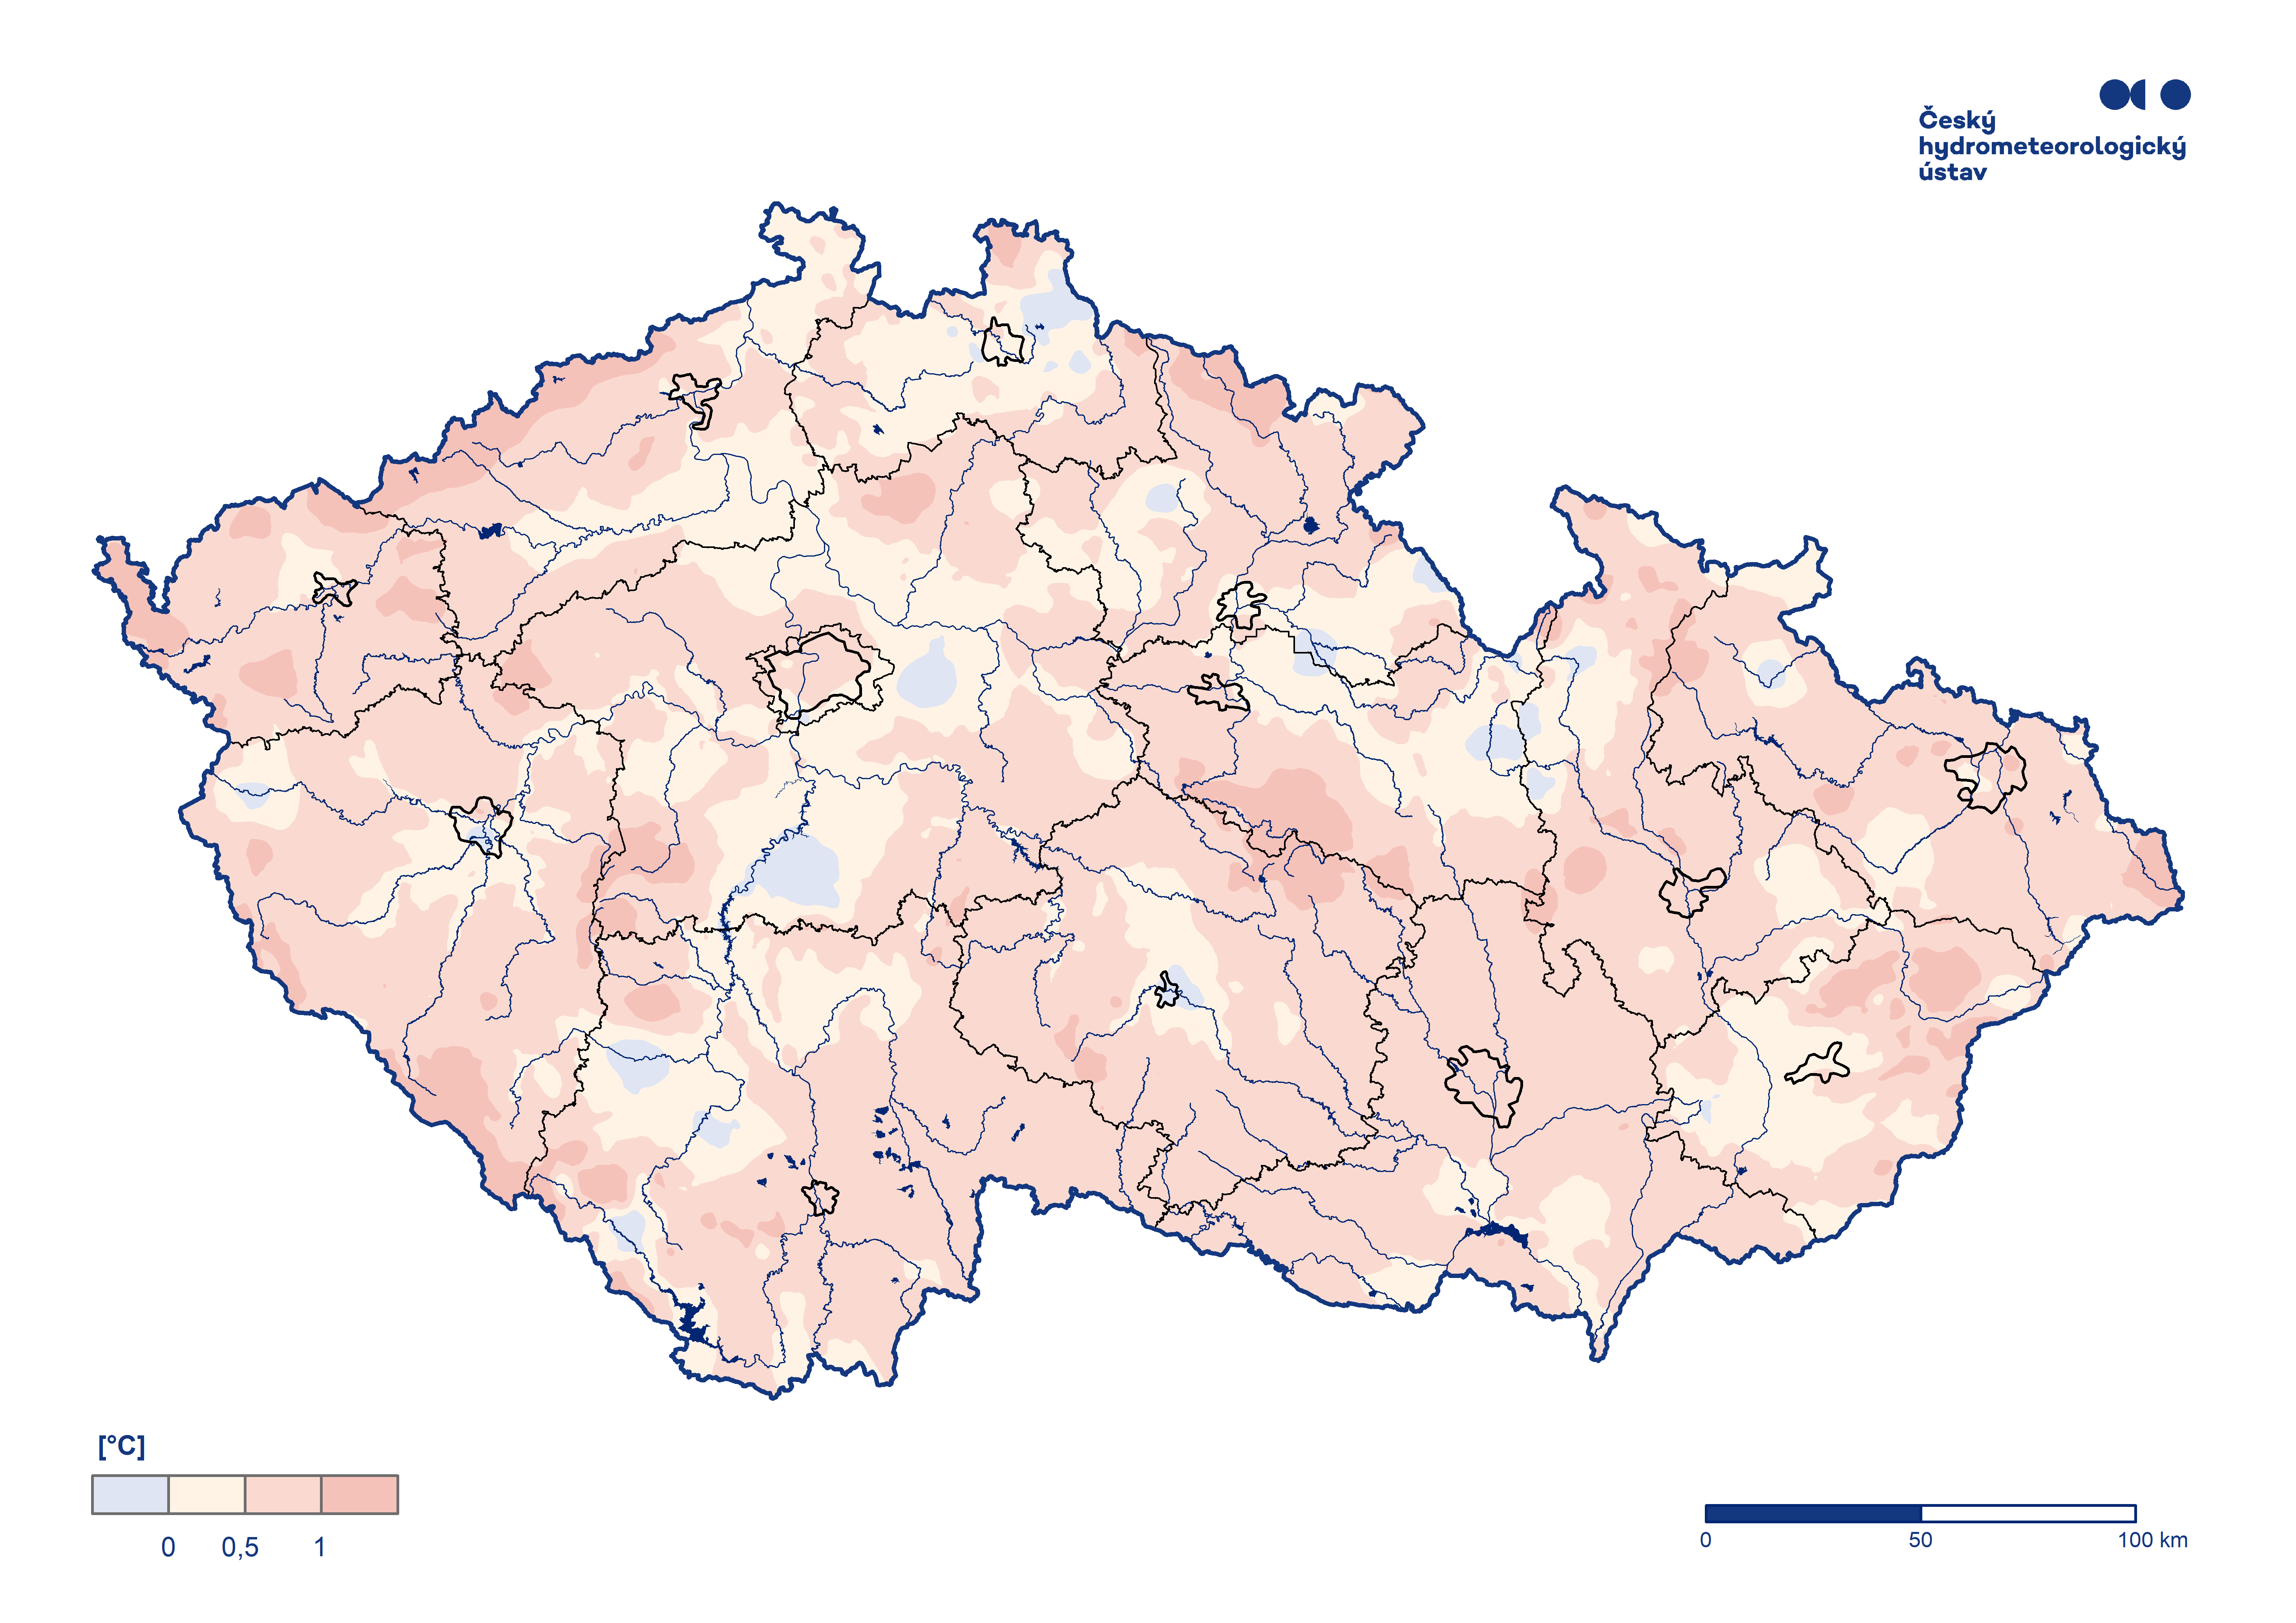 Český
hydrometeorologický
ústav
[°C]
0 0,5 1
0 50 100 km